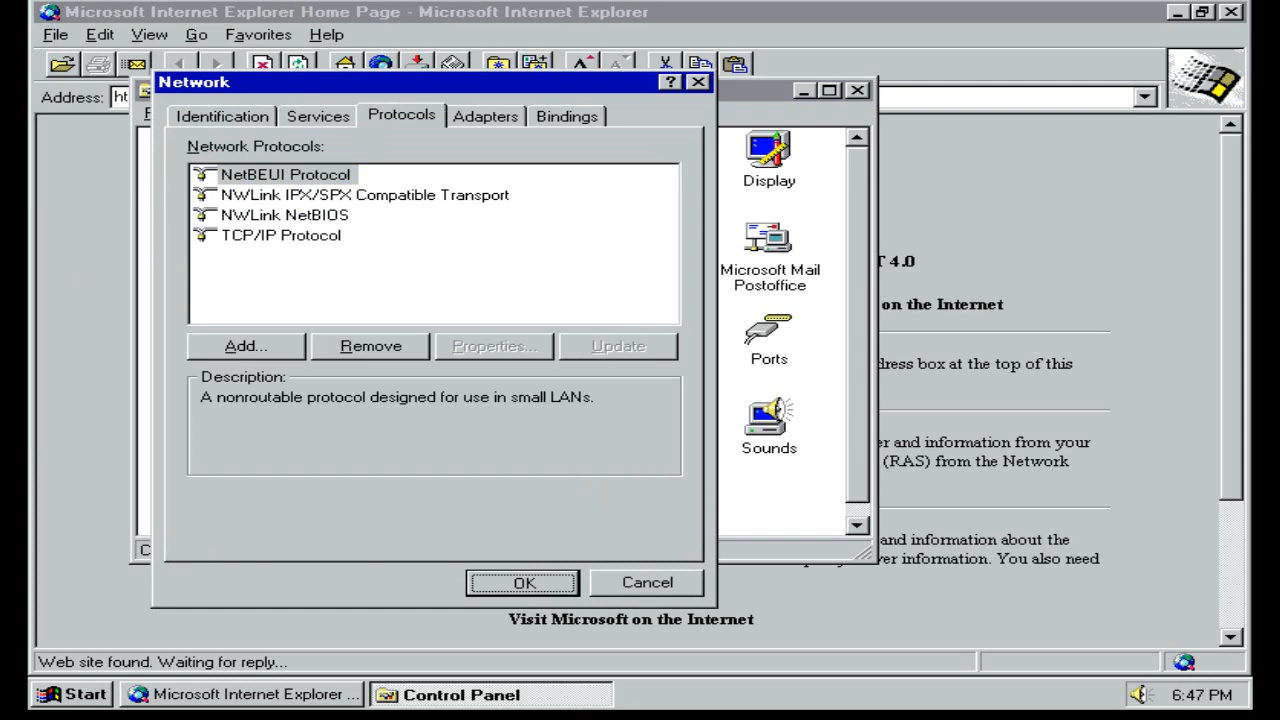 Microsoft Internet Explorer Home Page - Microsoft Internet Explorer
File Edit View Go Favorites Help
Address: ht
Network
Identification Services Protocols Adapters Bindings
Network Protocols:
NetBEUI Protocol
NWLink IPX/SPX Compatible Transport
NWLink NetBIOS
TCP/IP Protocol
Add... Remove Properties... Update
Description:
A nonroutable protocol designed for use in small LANs.
OK Cancel
Display
Microsoft Mail
Postoffice
Ports
Sounds
T 4.0
on the Internet
dress box at the top of this
er and information from your
(RAS) from the Network
and information about the
er information. You also need
Visit Microsoft on the Internet
Web site found. Waiting for reply...
Start Microsoft Internet Explorer ... Control Panel 6:47 PM